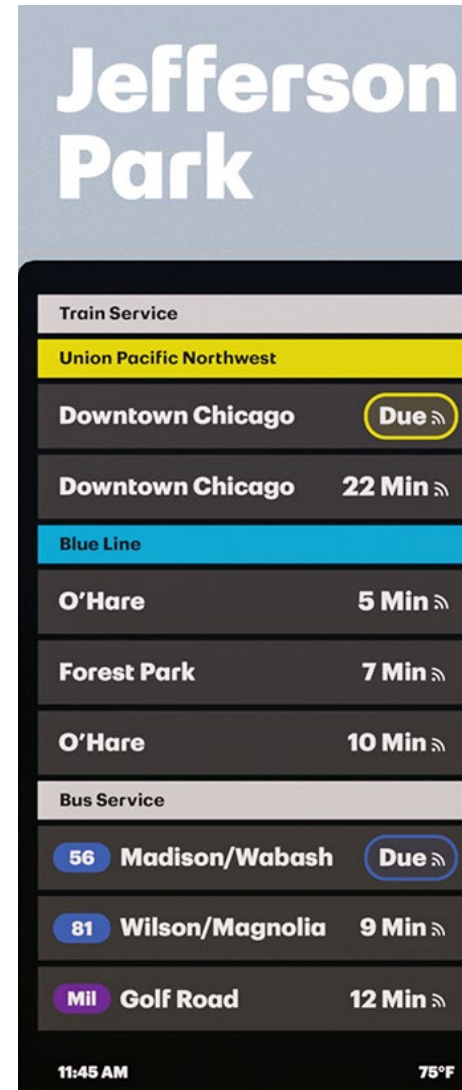 Jefferson
Park
Train Service
Union Pacific Northwest
Downtown Chicago Due
Downtown Chicago 22 Min
Blue Line
O'Hare 5 Min
Forest Park 7 Min
O'Hare 10 Min
Bus Service
56 Madison/Wabash Due
81 Wilson/Magnolia 9 Min
Mil Golf Road 12 Min
11:45 AM 75°F